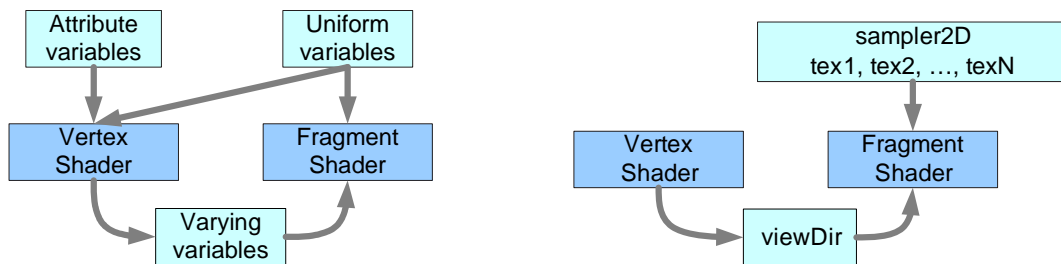 Attribute
variables
Uniform
variables
Vertex
Shader
Fragment
Shader
Varying
variables
sampler2D
tex1, tex2, …, texN
Vertex
Shader
Fragment
Shader
viewDir